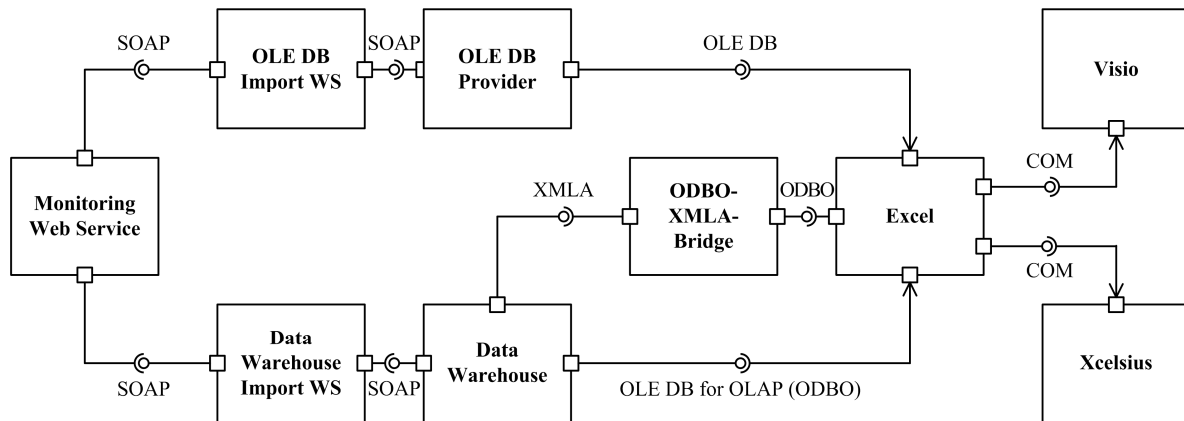 SOAP
OLE DB
Import WS
SOAP
OLE DB
Provider
OLE DB
Visio
Monitoring
Web Service
XMLA
ODBO-
XMLA-
Bridge
ODBO
Excel
COM
COM
SOAP
Data
Warehouse
Import WS
SOAP
Data
Warehouse
OLE DB for OLAP (ODBO)
Xcelsius